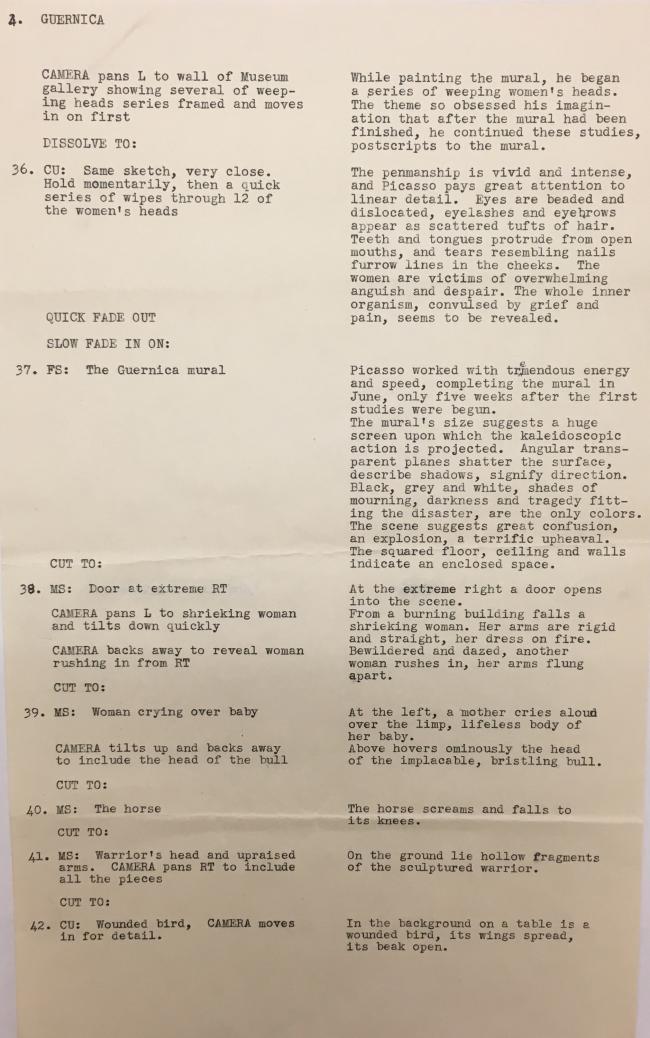 4. GUERNICA
CAMERA pans L to wall of Museum
gallery showing several of weep-
ing heads series framed and moves
in on first
DISSOLVE TO:
While painting the mural, he began
a series of weeping women's heads.
The theme so obsessed his imagin-
ation that after the mural had been
finished, he continued these studies,
postscripts to the mural.
36. CU: Same sketch, very close.
Hold momentarily, then a quick
series of wipes through 12 of
the women's heads
The penmanship is vivid and intense,
and Picasso pays great attention to
linear detail. Eyes are beaded and
dislocated, eyelashes and eyebrows
appear as scattered tufts of hair.
Teeth and tongues protrude from open
mouths, and tears resembling nails
furrow lines in the cheeks. The
women are victims of overwhelming
anguish and despair. The whole inner
organism, convulsed by grief and
pain, seems to be revealed.
QUICK FADE OUT
SLOW FADE IN ON:
37. FS: The Guernica mural
Picasso worked with tremendous energy
and speed, completing the mural in
June, only five weeks after the first
studies were begun.
The mural's size suggests a huge
screen upon which the kaleidoscopic
action is projected. Angular trans-
parent planes shatter the surface,
describe shadows, signify direction.
Black, grey and white, shades of
mourning, darkness and tragedy fitt-
ing the disaster, are the only colors.
The scene suggests great confusion,
an explosion, a terrific upheaval.
The squared floor, ceiling and walls
indicate an enclosed space.
CUT TO:
38. MS: Door at extreme RT
CAMERA pans L to shrieking woman
and tilts down quickly
CAMERA backs away to reveal woman
rushing in from RT
CUT TO:
At the extreme right a door opens
into the scene.
From a burning building falls a
shrieking woman. Her arms are rigid
and straight, her dress on fire.
Bewildered and dazed, another
woman rushes in, her arms flung
apart.
39. MS: Woman crying over baby
CAMERA tilts up and backs away
to include the head of the bull
CUT TO:
At the left, a mother cries aloud
over the limp, lifeless body of
her baby.
Above hovers ominously the head
of the implacable, bristling bull.
40. MS: The horse
CUT TO:
The horse screams and falls to
its knees.
41. MS: Warrior's head and upraised
arms. CAMERA pans RT to include
all the pieces
CUT TO:
On the ground lie hollow fragments
of the sculptured warrior.
42. CU: Wounded bird, CAMERA moves
in for detail.
In the background on a table is a
wounded bird, its wings spread,
its beak open.